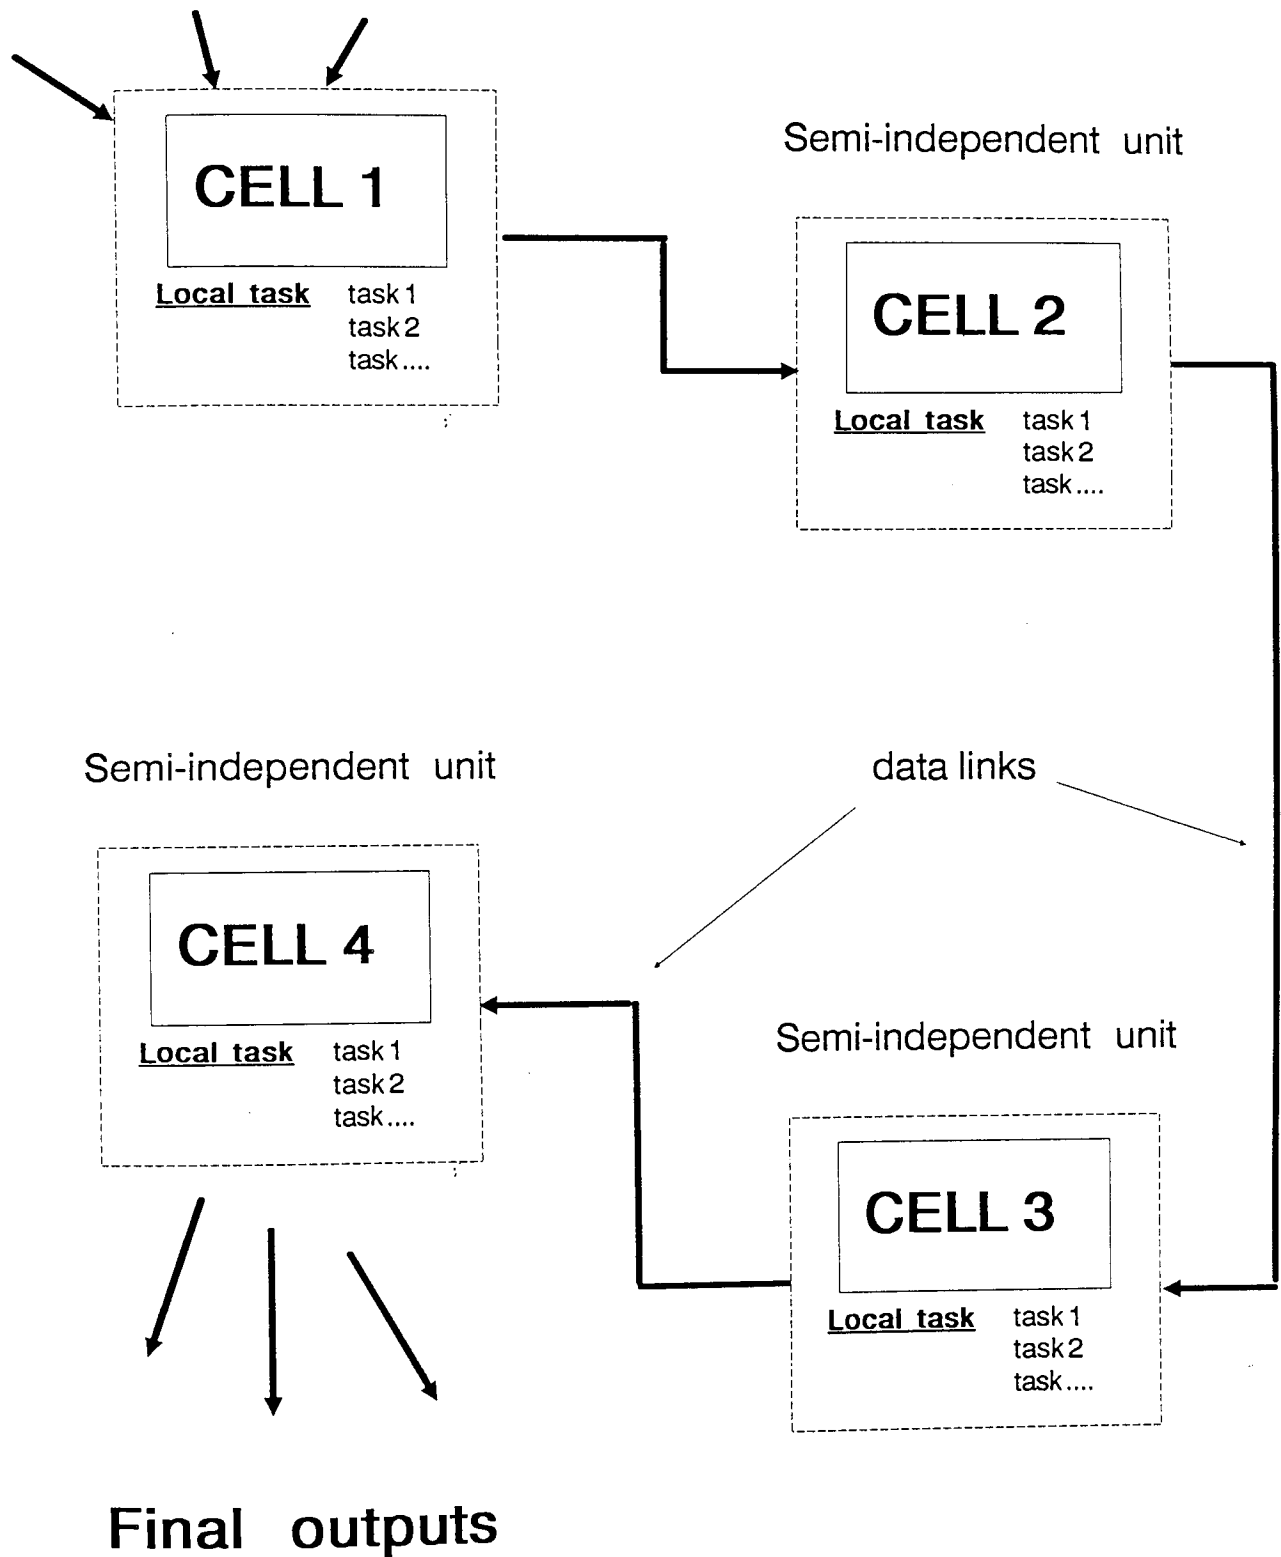 CELL 1
Local task task 1
task 2
task ....
Semi-independent unit
CELL 2
Local task task 1
task 2
task ....
data links
Semi-independent unit
CELL 3
Local task task 1
task 2
task ....
Semi-independent unit
CELL 4
Local task task 1
task 2
task ....
Final outputs